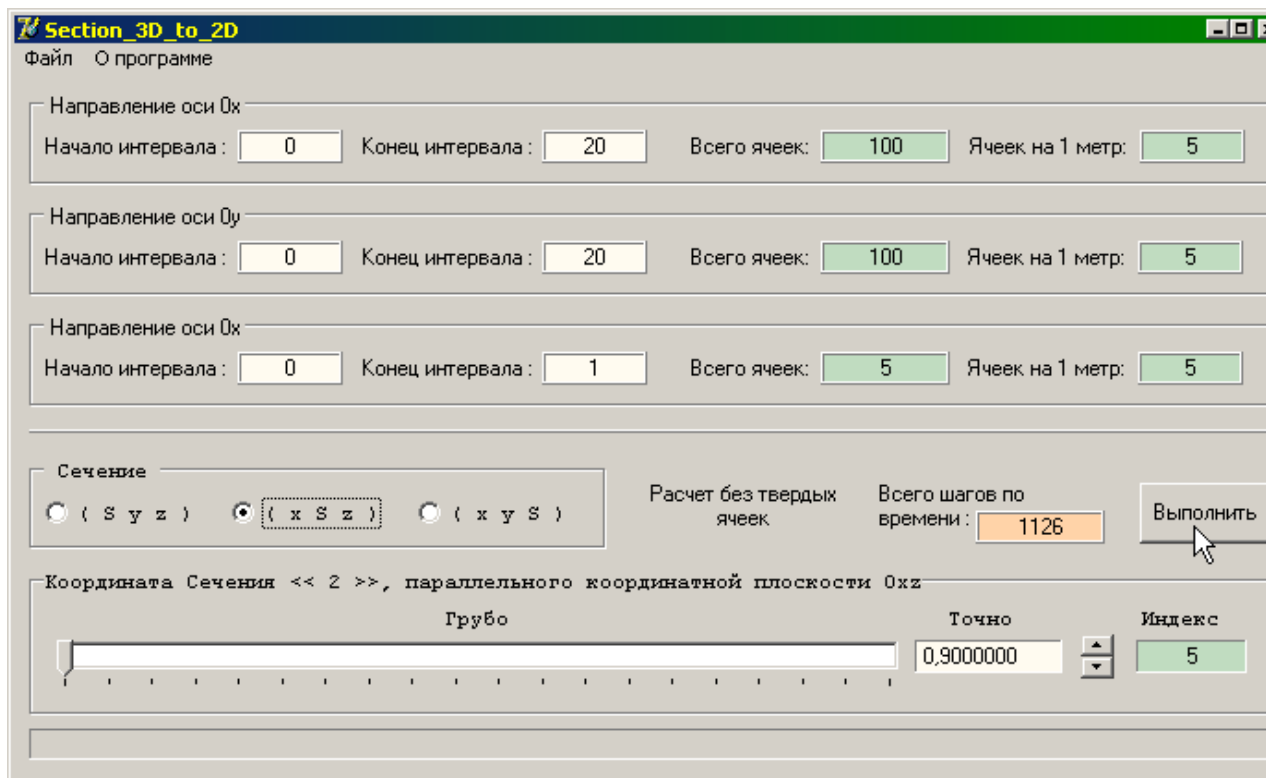 Section_3D_to_2D
Файл О программе
Направление оси 0x
Начало интервала : 0 Конец интервала : 20 Всего ячеек: 100 Ячеек на 1 метр: 5
Направление оси 0y
Начало интервала : 0 Конец интервала : 20 Всего ячеек: 100 Ячеек на 1 метр: 5
Направление оси 0x
Начало интервала : 0 Конец интервала : 1 Всего ячеек: 5 Ячеек на 1 метр: 5
Сечение
( S y z ) ( x S z ) ( x y S )
Расчет без твердых
ячеек
Всего шагов по
времени : 1126
Выполнить
Координата Сечения << 2 >>, параллельного координатной плоскости 0xz
Грубо Точно Индекс
0,9000000 5